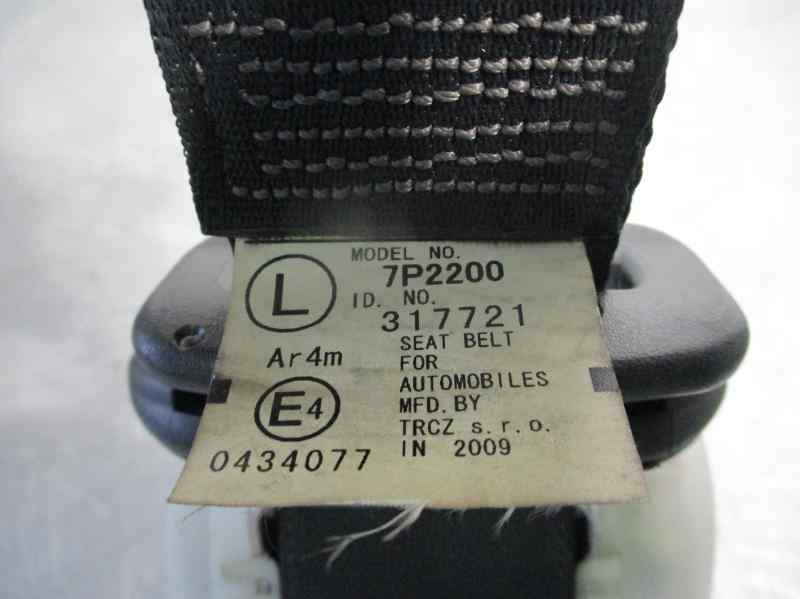 MODEL NO.
7P2200
L
ID. NO.
317721
Ar4m
SEAT BELT
FOR
AUTOMOBILES
E4
MFD. BY
TRCZ s.r.o.
0434077
IN 2009